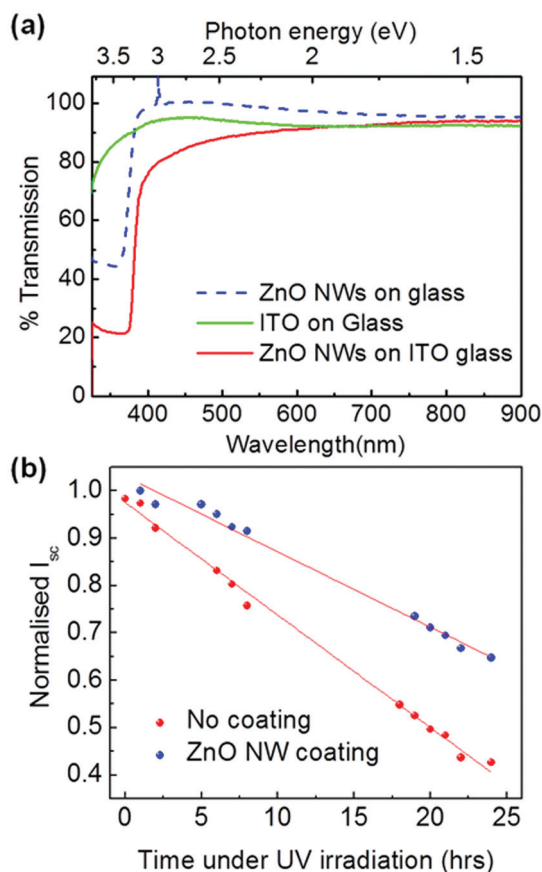 (a)
Photon energy (eV)
3.5 3 2.5 2 1.5
100
80
60
40
20
0
% Transmission
ZnO NWs on glass
ITO on Glass
ZnO NWs on ITO glass
400 500 600 700 800 900
Wavelength(nm)
(b)
1.0
0.9
0.8
0.7
0.6
0.5
0.4
Normalised Isc
No coating
ZnO NW coating
0 5 10 15 20 25
Time under UV irradiation (hrs)